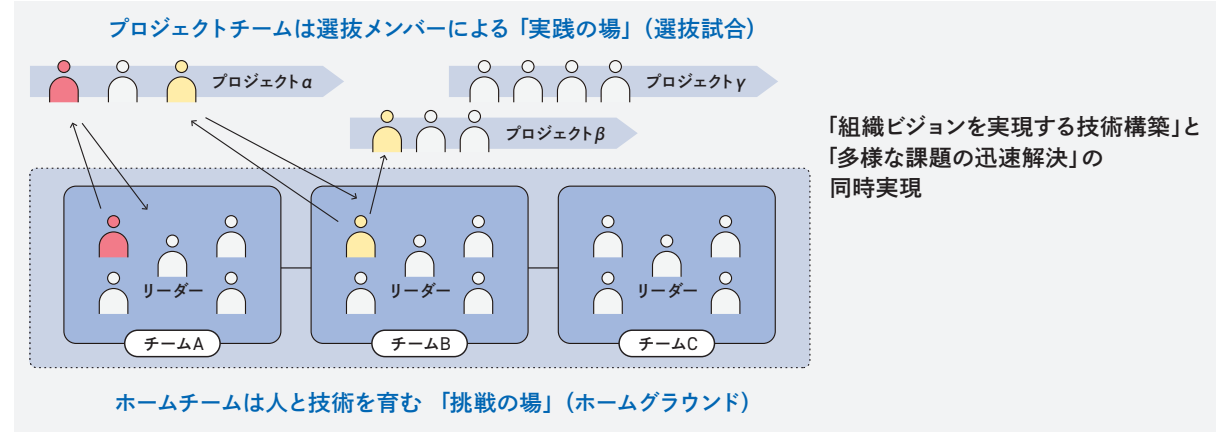 プロジェクトチームは選抜メンバーによる「実践の場」（選抜試合）
プロジェクトα
プロジェクトγ
プロジェクトβ
「組織ビジョンを実現する技術構築」と
「多様な課題の迅速解決」の
同時実現
リーダー
リーダー
リーダー
チームA
チームB
チームC
ホームチームは人と技術を育む 「挑戦の場」（ホームグラウンド）